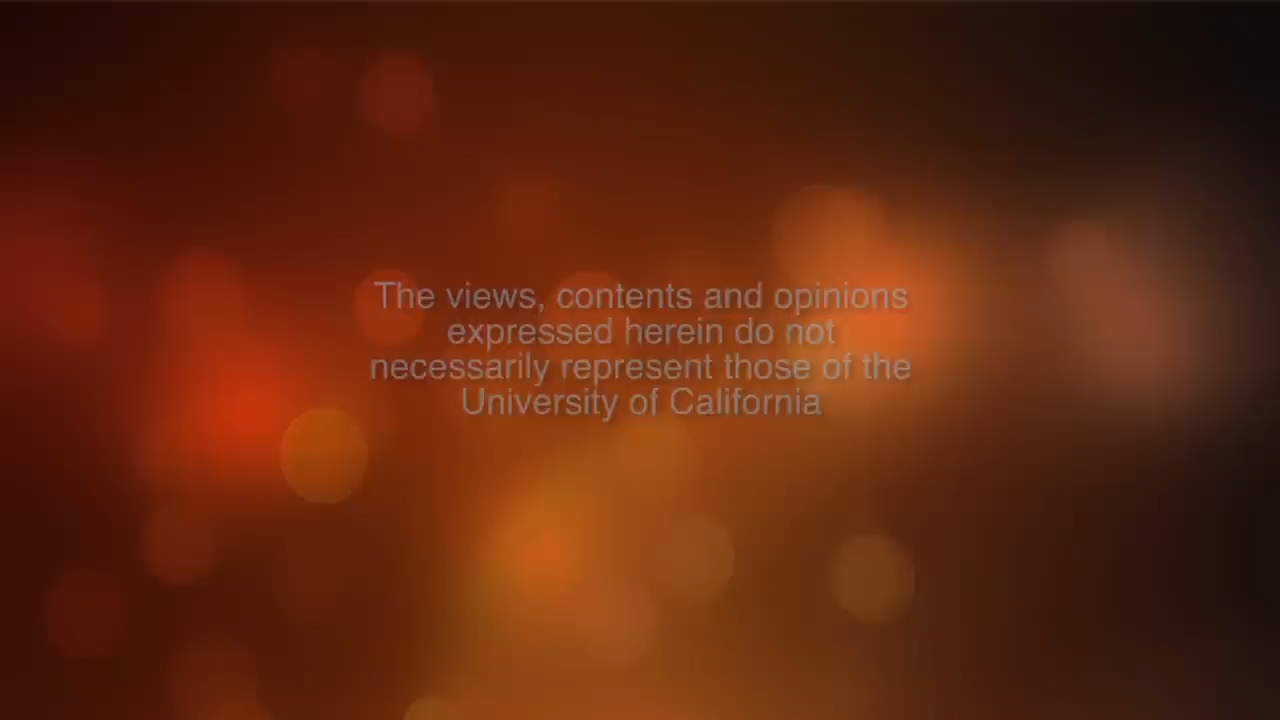 The views, contents and opinions
expressed herein do not
necessarily represent those of the
University of California